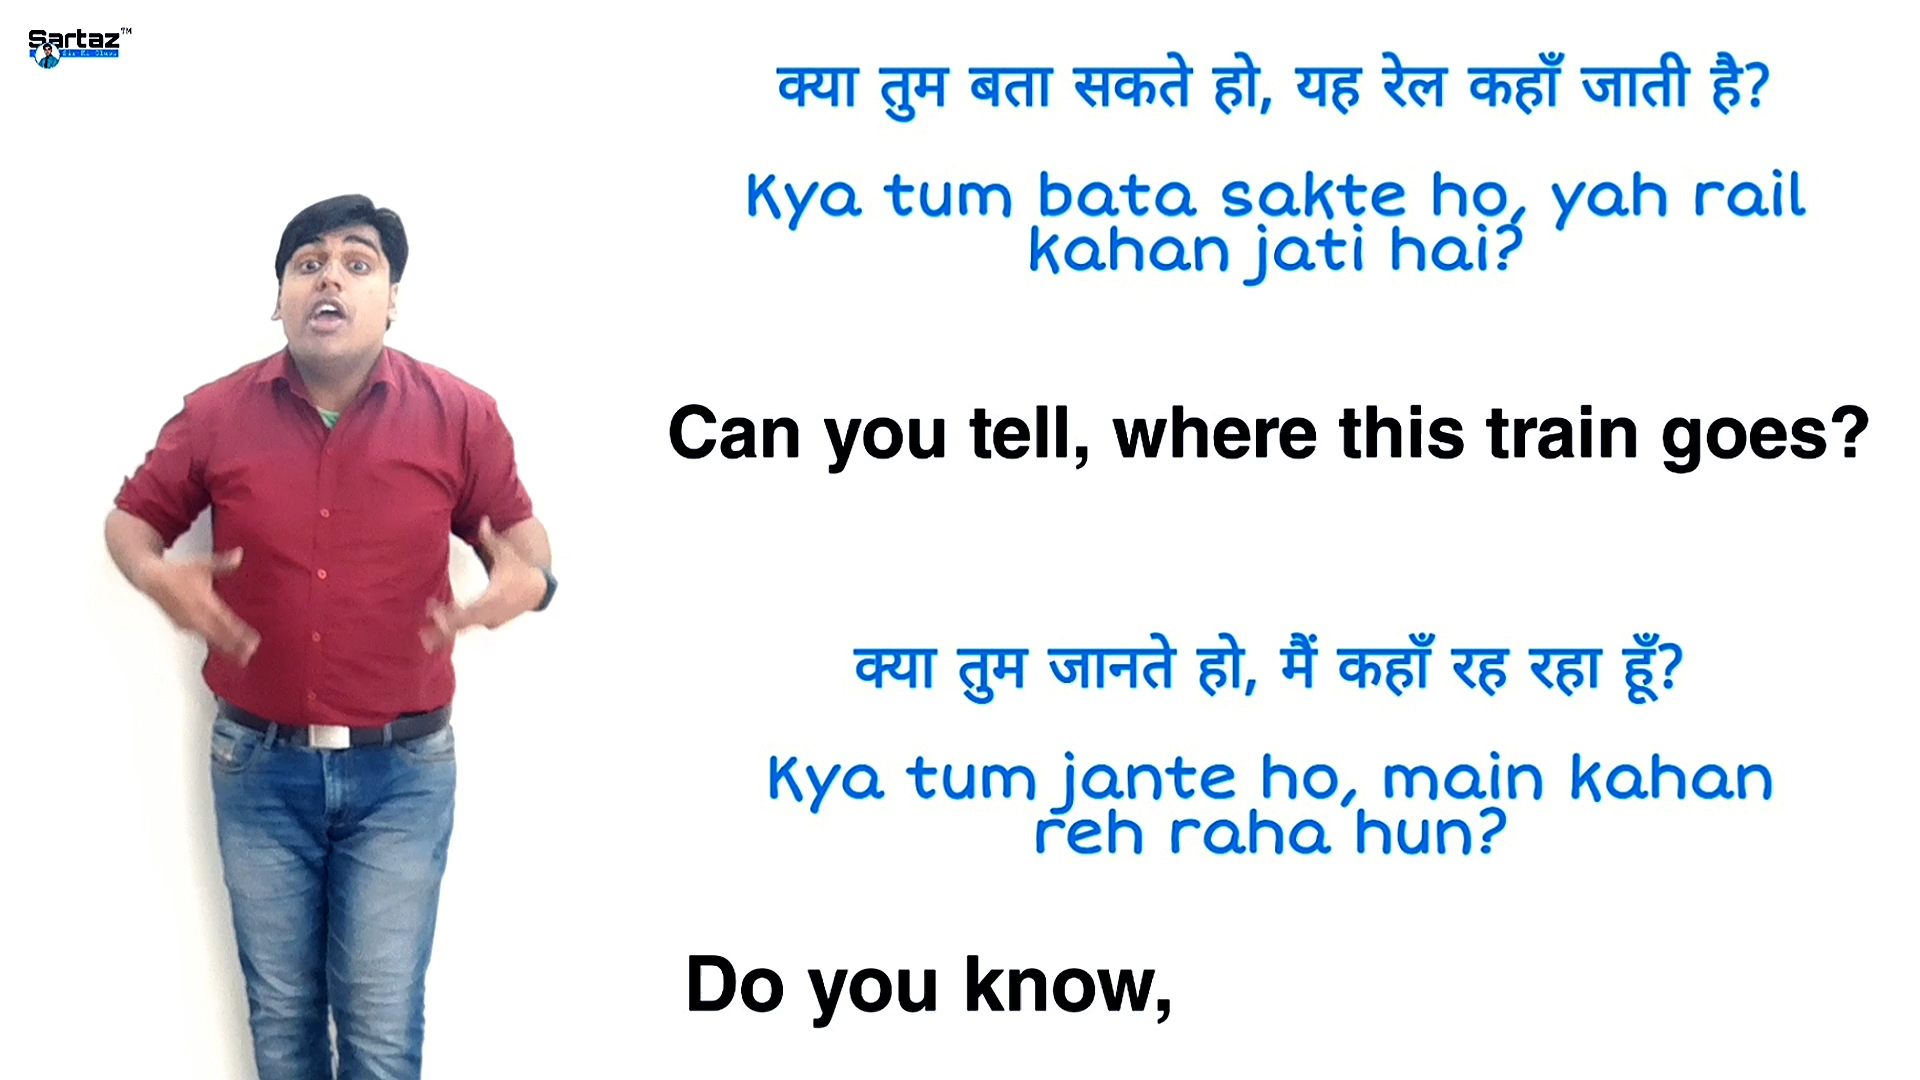 Sartaz™
क्या तुम बता सकते हो, यह रेल कहाँ जाती है?
Kya tum bata sakte ho, yah rail
kahan jati hai?
Can you tell, where this train goes?
क्या तुम जानते हो, मैं कहाँ रह रहा हूँ?
Kya tum jante ho, main kahan
reh raha hun?
Do you know,